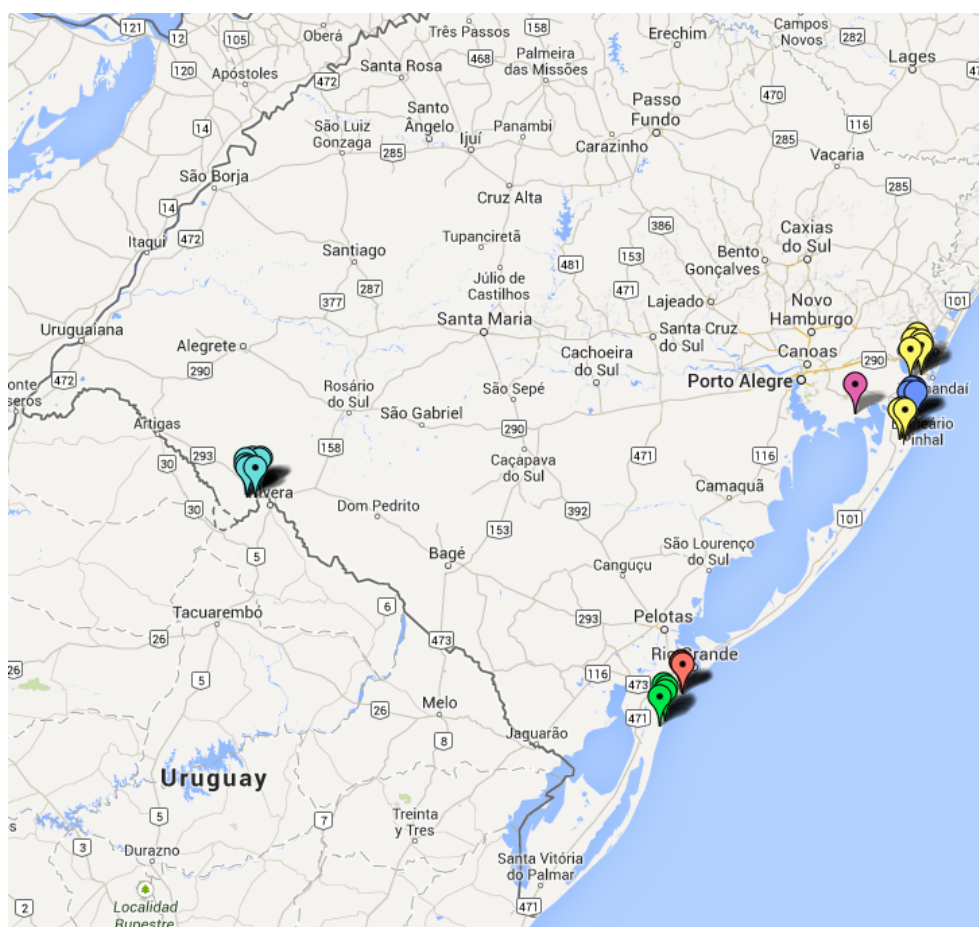 121
12
105
Oberá
Três Passos
158
Erechim
Campos
Novos
282
Lages
120
Apóstoles
472
Santa Rosa
468
Palmeira
das Missões
470
14
São Luiz
Gonzaga
Santo
Ângelo
Ijuí
Panambi
285
Passo
Fundo
Carazinho
116
Vacaria
São Borja
Cruz Alta
285
14
Itaqui
472
Santiago
Tupanciretã
386
Bento
Gonçalves
Caxias
do Sul
287
377
Júlio de
Castilhos
481
153
471
Lajeado
Novo
Hamburgo
101
Uruguaiana
Santa Maria
Santa Cruz
do Sul
Alegrete
290
Cachoeira
do Sul
Canoas
290
472
Rosário
do Sul
São Sepé
Porto Alegre
Artigas
São Gabriel
290
Pinhal
30
293
158
Caçapava
do Sul
471
116
30
Dom Pedrito
392
Camaquã
5
153
101
Bagé
São Lourenço
do Sul
Canguçu
Tacuarembó
6
293
Pelotas
26
473
26
5
116
473
Rio Grande
26
Melo
471
8
Jaguarão
Uruguay
5
7
Treinta
y Tres
3
Durazno
Santa Vitória
do Palmar
2
Localidad
Rupestre
471